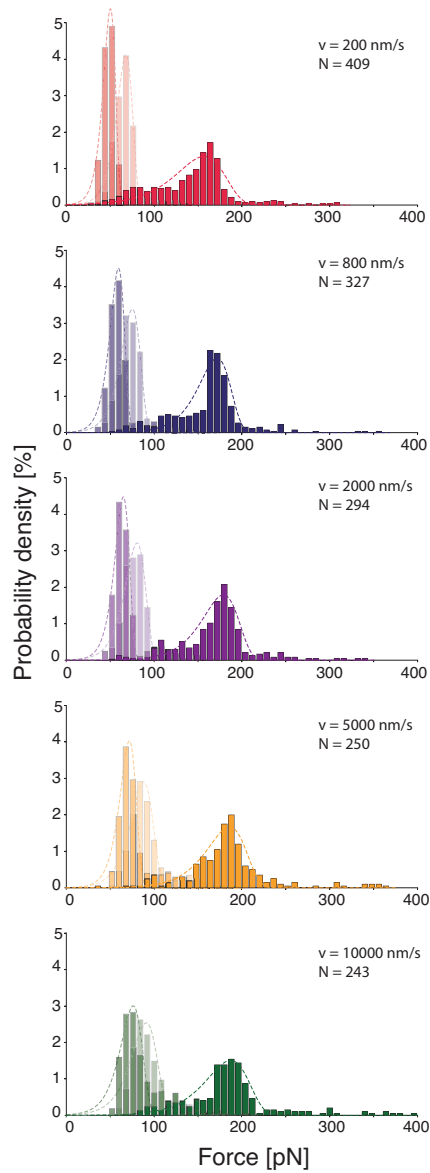 5
4
3
2
1
0
v = 200 nm/s
N = 409
0 100 200 300 400
5
4
3
2
1
0
v = 800 nm/s
N = 327
0 100 200 300 400
5
4
3
2
1
0
v = 2000 nm/s
N = 294
0 100 200 300 400
5
4
3
2
1
0
v = 5000 nm/s
N = 250
0 100 200 300 400
5
4
3
2
1
0
v = 10000 nm/s
N = 243
0 100 200 300 400
Probability density [%]
Force [pN]